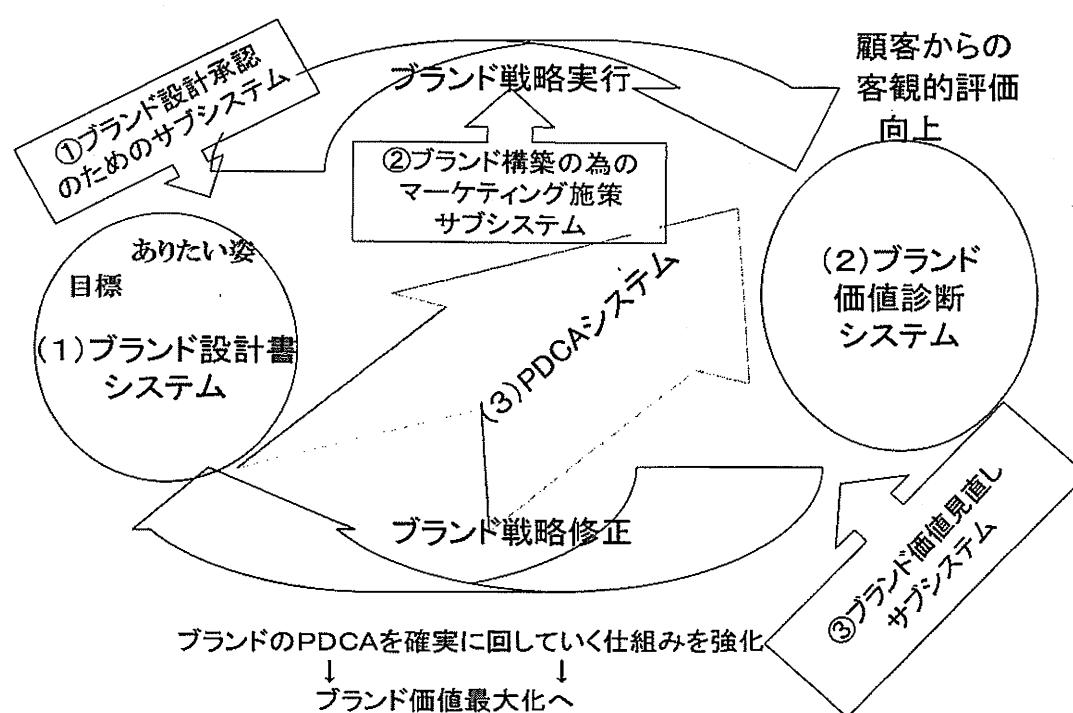 ①ブランド設計承認
のためのサブシステム
ブランド戦略実行
顧客からの
客観的評価
向上
②ブランド構築の為の
マーケティング施策
サブシステム
ありたい姿
目標
(1)ブランド設計書
システム
(2)ブランド
価値診断
システム
(3)PDCAシステム
ブランド戦略修正
③ブランド価値見直し
サブシステム
ブランドのPDCAを確実に回していく仕組みを強化
↓ ↓
ブランド価値最大化へ